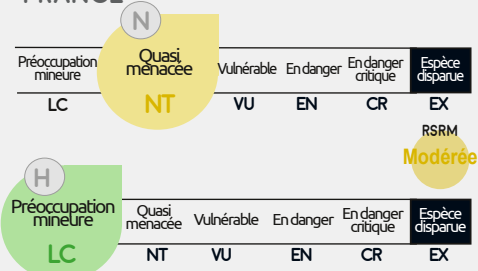 FRANCE
N
Préoccupation mineure Quasi menacée Vulnérable En danger En danger critique Espèce disparue
LC NT VU EN CR EX
RSRM
Modérée
H
Préoccupation mineure Quasi menacée Vulnérable En danger En danger critique Espèce disparue
LC NT VU EN CR EX